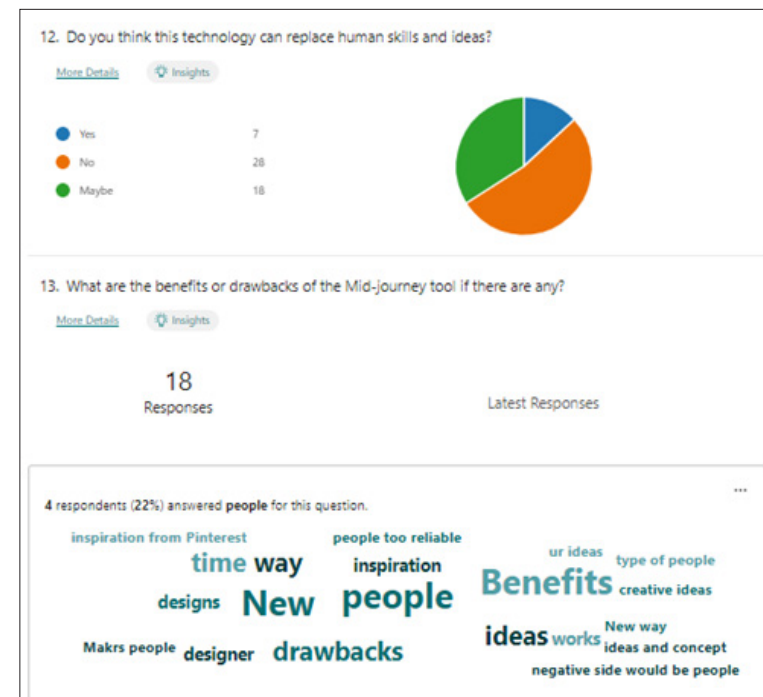 12. Do you think this technology can replace human skills and ideas?
More Details
Insights
Yes 7
No 28
Maybe 18
13. What are the benefits or drawbacks of the Mid-journey tool if there are any?
More Details
Insights
18
Responses
Latest Responses
...
4 respondents (22%) answered people for this question.
inspiration from Pinterest
people too reliable
time way
inspiration
designs
New
people
Makrs people
designer
drawbacks
ur ideas
type of people
Benefits
creative ideas
ideas
works
New way
ideas and concept
negative side would be people